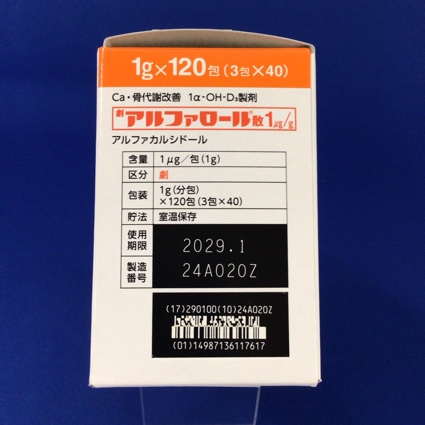 1g×120包(3包×40)
Ca・骨代謝改善 1α-OH-D₃製剤
劇 アルファロール®散1μg/g
アルファカルシドール
含量 1μg/包(1g)
区分 劇
包装 1g(分包)
×120包(3包×40)
貯法 室温保存
使用
期限 2029.1
製造
番号 24A020Z
(17)290100(10)24A020Z
(01)14987136117617